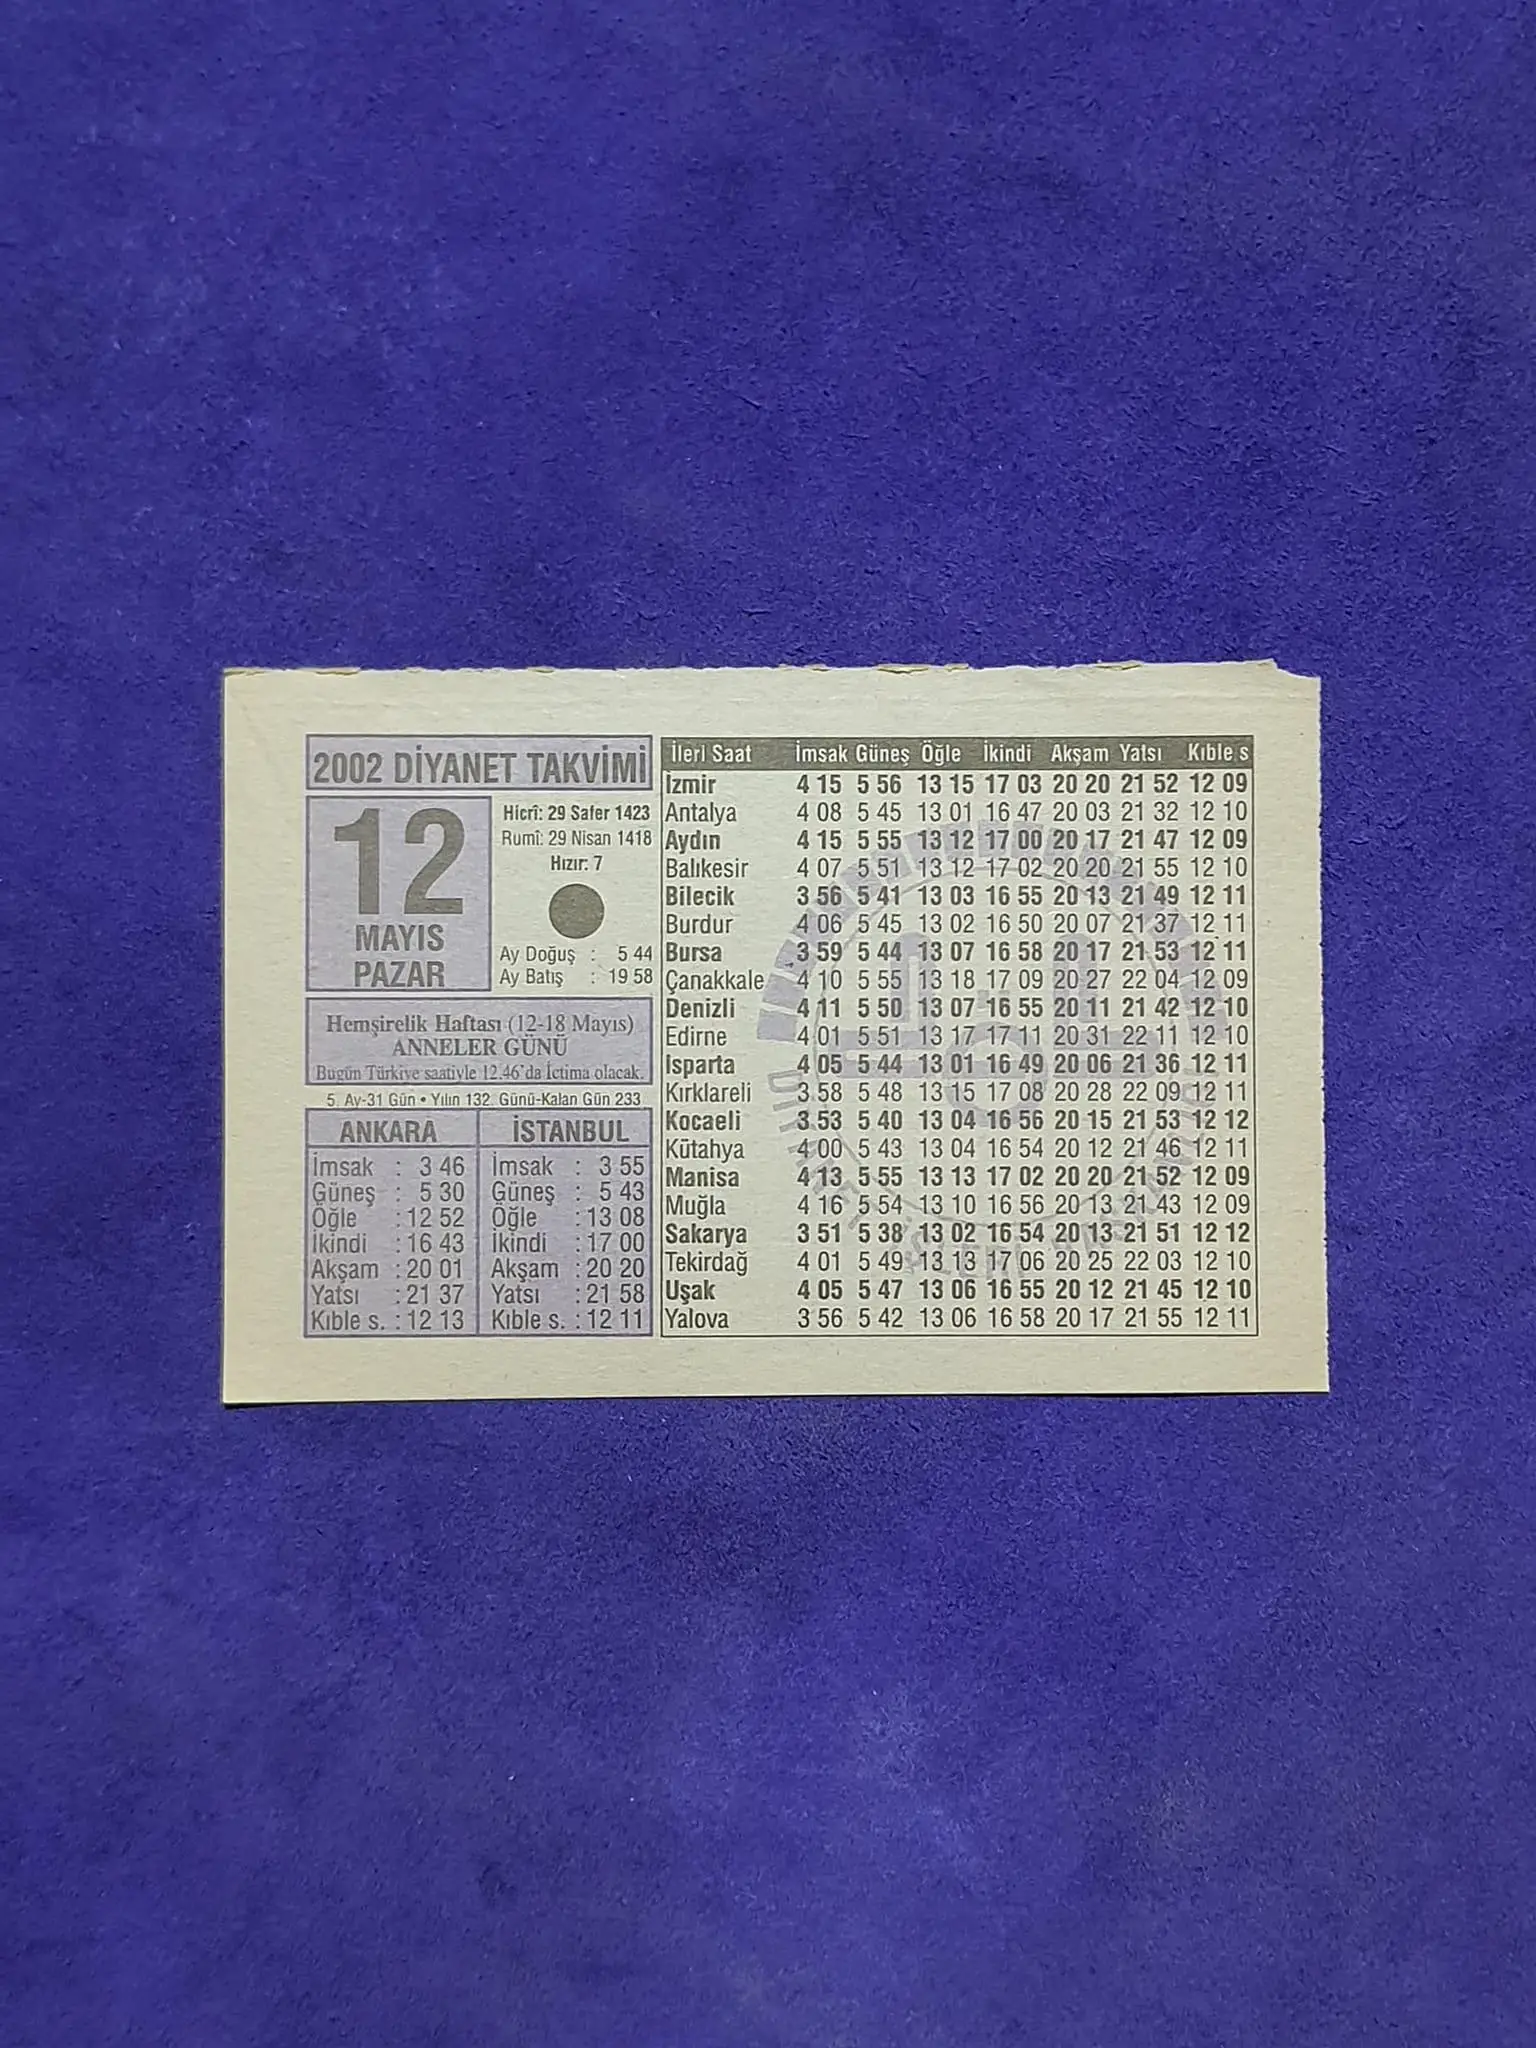 2002 DİYANET TAKVİMİ
12
MAYIS
PAZAR
Hicrî: 29 Safer 1423
Rumî: 29 Nisan 1418
Hızır: 7
Ay Doğuş : 5 44
Ay Batış : 19 58
Hemşirelik Haftası (12-18 Mayıs)
ANNELER GÜNÜ
Bugün Türkiye saatiyle 12.46'da İctima olacak.
5. Ay-31 Gün • Yılın 132. Günü-Kalan Gün 233
ANKARA
İmsak : 3 46
Güneş : 5 30
Öğle : 12 52
İkindi : 16 43
Akşam : 20 01
Yatsı : 21 37
Kıble s. : 12 13
İSTANBUL
İmsak : 3 55
Güneş : 5 43
Öğle : 13 08
İkindi : 17 00
Akşam : 20 20
Yatsı : 21 58
Kıble s. : 12 11
İleri Saat İmsak Güneş Öğle İkindi Akşam Yatsı Kıble s
İzmir 4 15 5 56 13 15 17 03 20 20 21 52 12 09
Antalya 4 08 5 45 13 01 16 47 20 03 21 32 12 10
Aydın 4 15 5 55 13 12 17 00 20 17 21 47 12 09
Balıkesir 4 07 5 51 13 12 17 02 20 20 21 55 12 10
Bilecik 3 56 5 41 13 03 16 55 20 13 21 49 12 11
Burdur 4 06 5 45 13 02 16 50 20 07 21 37 12 11
Bursa 3 59 5 44 13 07 16 58 20 17 21 53 12 11
Çanakkale 4 10 5 55 13 18 17 09 20 27 22 04 12 09
Denizli 4 11 5 50 13 07 16 55 20 11 21 42 12 10
Edirne 4 01 5 51 13 17 17 11 20 31 22 11 12 10
Isparta 4 05 5 44 13 01 16 49 20 06 21 36 12 11
Kırklareli 3 58 5 48 13 15 17 08 20 28 22 09 12 11
Kocaeli 3 53 5 40 13 04 16 56 20 15 21 53 12 12
Kütahya 4 00 5 43 13 04 16 54 20 12 21 46 12 11
Manisa 4 13 5 55 13 13 17 02 20 20 21 52 12 09
Muğla 4 16 5 54 13 10 16 56 20 13 21 43 12 09
Sakarya 3 51 5 38 13 02 16 54 20 13 21 51 12 12
Tekirdağ 4 01 5 49 13 13 17 06 20 25 22 03 12 10
Uşak 4 05 5 47 13 06 16 55 20 12 21 45 12 10
Yalova 3 56 5 42 13 06 16 58 20 17 21 55 12 11